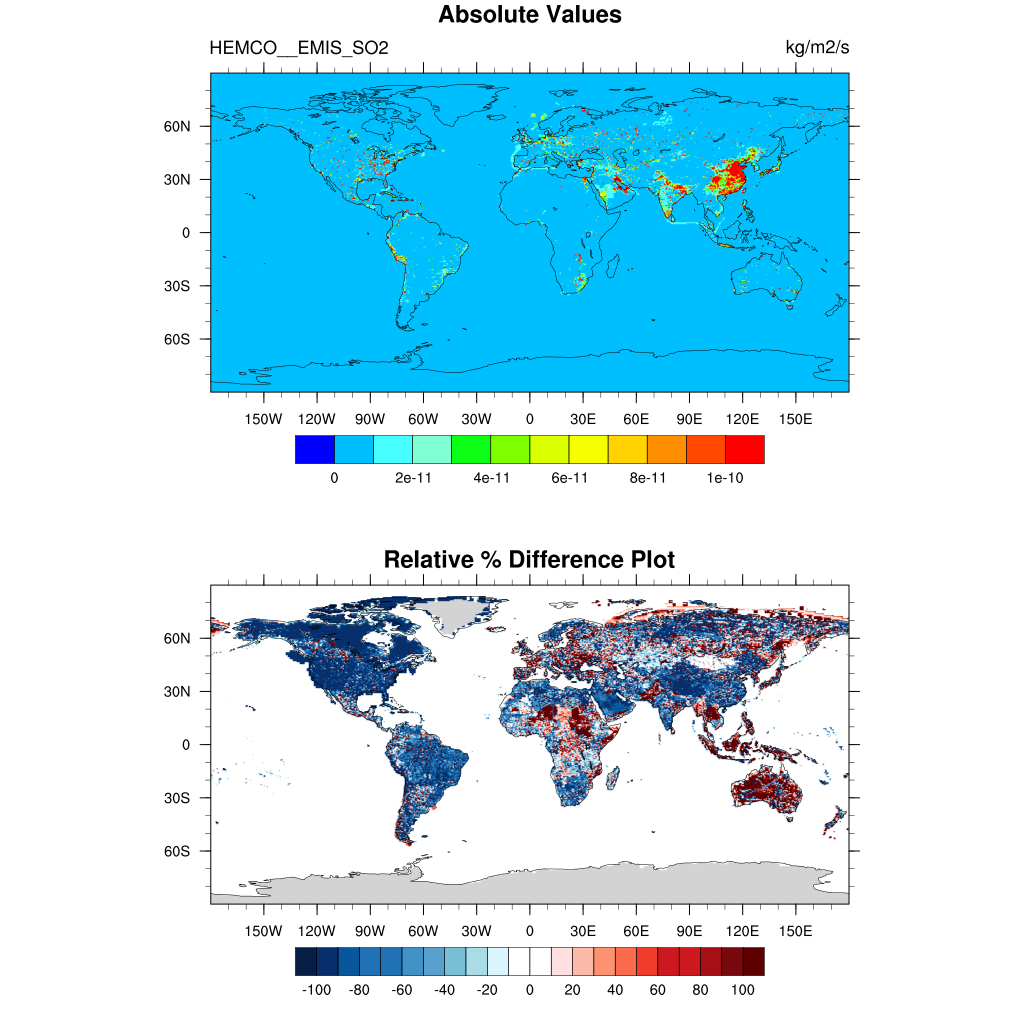 Absolute Values
HEMCO__EMIS_SO2 kg/m2/s
60N
30N
0
30S
60S
150W 120W 90W 60W 30W 0 30E 60E 90E 120E 150E
0 2e-11 4e-11 6e-11 8e-11 1e-10
Relative % Difference Plot
60N
30N
0
30S
60S
150W 120W 90W 60W 30W 0 30E 60E 90E 120E 150E
-100 -80 -60 -40 -20 0 20 40 60 80 100